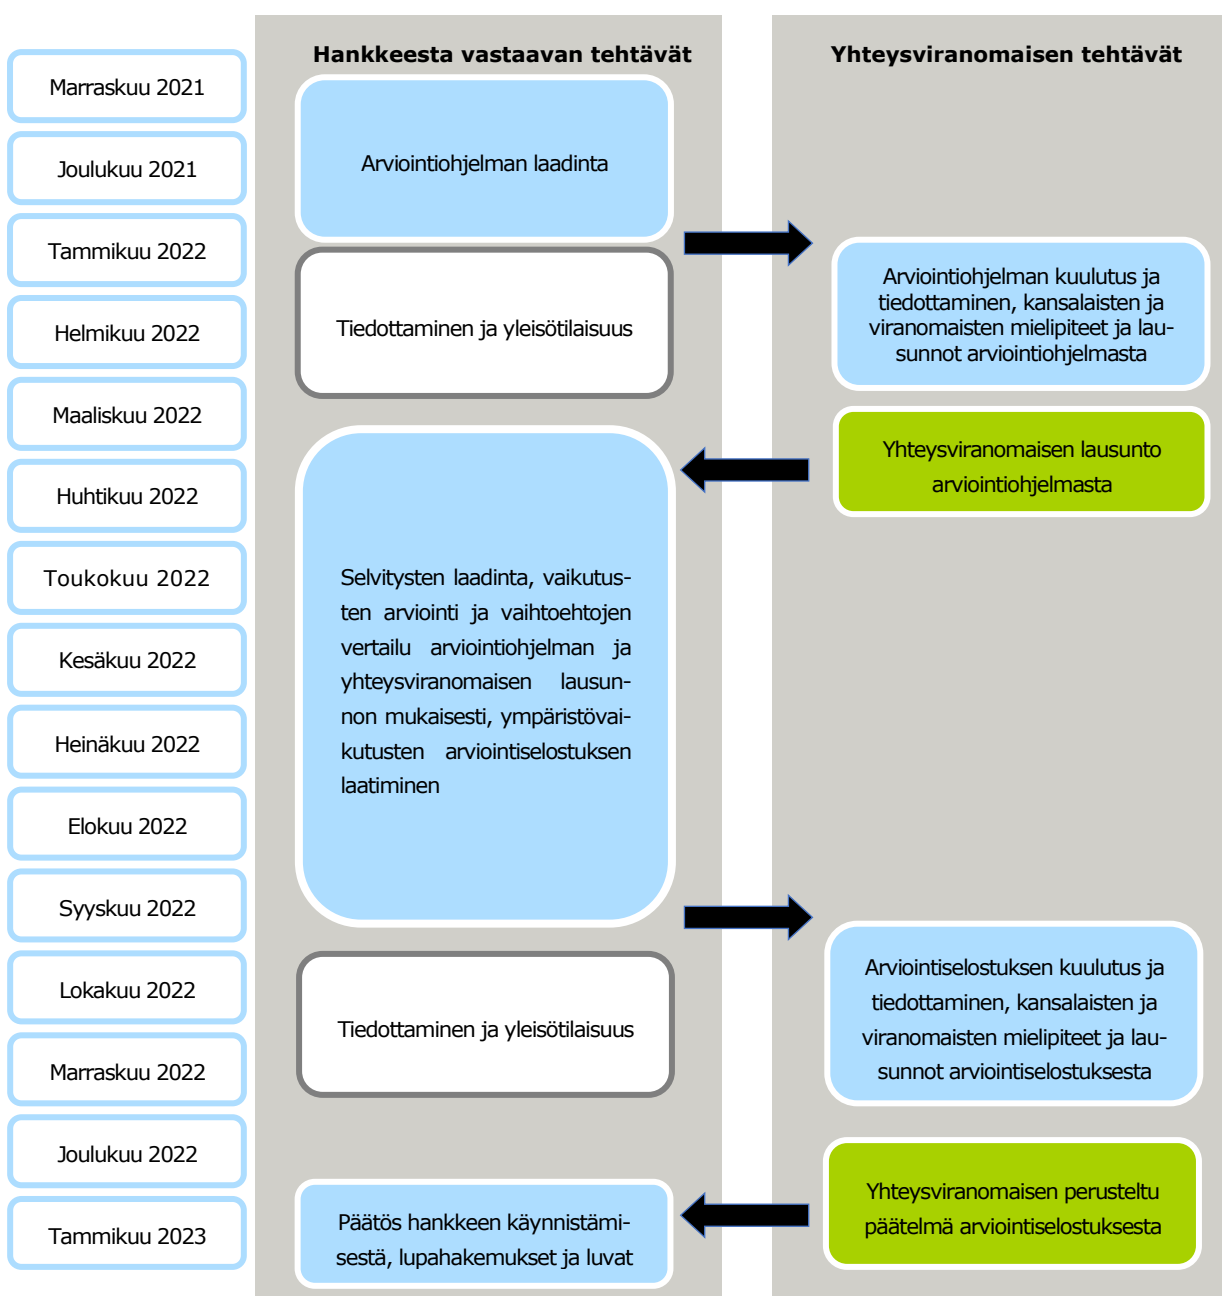 Hankkeesta vastaavan tehtävät
Yhteysviranomaisen tehtävät
Marraskuu 2021
Joulukuu 2021
Tammikuu 2022
Helmikuu 2022
Maaliskuu 2022
Huhtikuu 2022
Toukokuu 2022
Kesäkuu 2022
Heinäkuu 2022
Elokuu 2022
Syyskuu 2022
Lokakuu 2022
Marraskuu 2022
Joulukuu 2022
Tammikuu 2023
Arviointiohjelman laadinta
Tiedottaminen ja yleisötilaisuus
Selvitysten laadinta, vaikutus-
ten arviointi ja vaihtoehtojen
vertailu arviointiohjelman ja
yhteysviranomaisen lausun-
non mukaisesti, ympäristövai-
kutusten arviointiselostuksen
laatiminen
Tiedottaminen ja yleisötilaisuus
Päätös hankkeen käynnistämi-
sestä, lupahakemukset ja luvat
Arviointiohjelman kuulutus ja
tiedottaminen, kansalaisten ja
viranomaisten mielipiteet ja lau-
sunnot arviointiohjelmasta
Yhteysviranomaisen lausunto
arviointiohjelmasta
Arviointiselostuksen kuulutus ja
tiedottaminen, kansalaisten ja
viranomaisten mielipiteet ja lau-
sunnot arviointiselostuksesta
Yhteysviranomaisen perusteltu
päätelmä arviointiselostuksesta